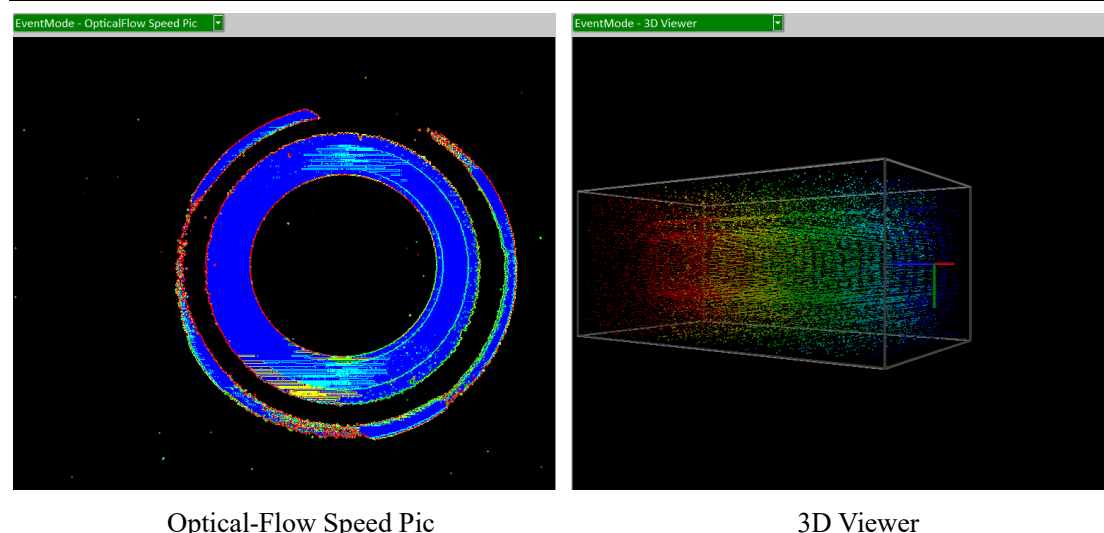 EventMode - OpticalFlow Speed Pic
EventMode - 3D Viewer
Optical-Flow Speed Pic
3D Viewer